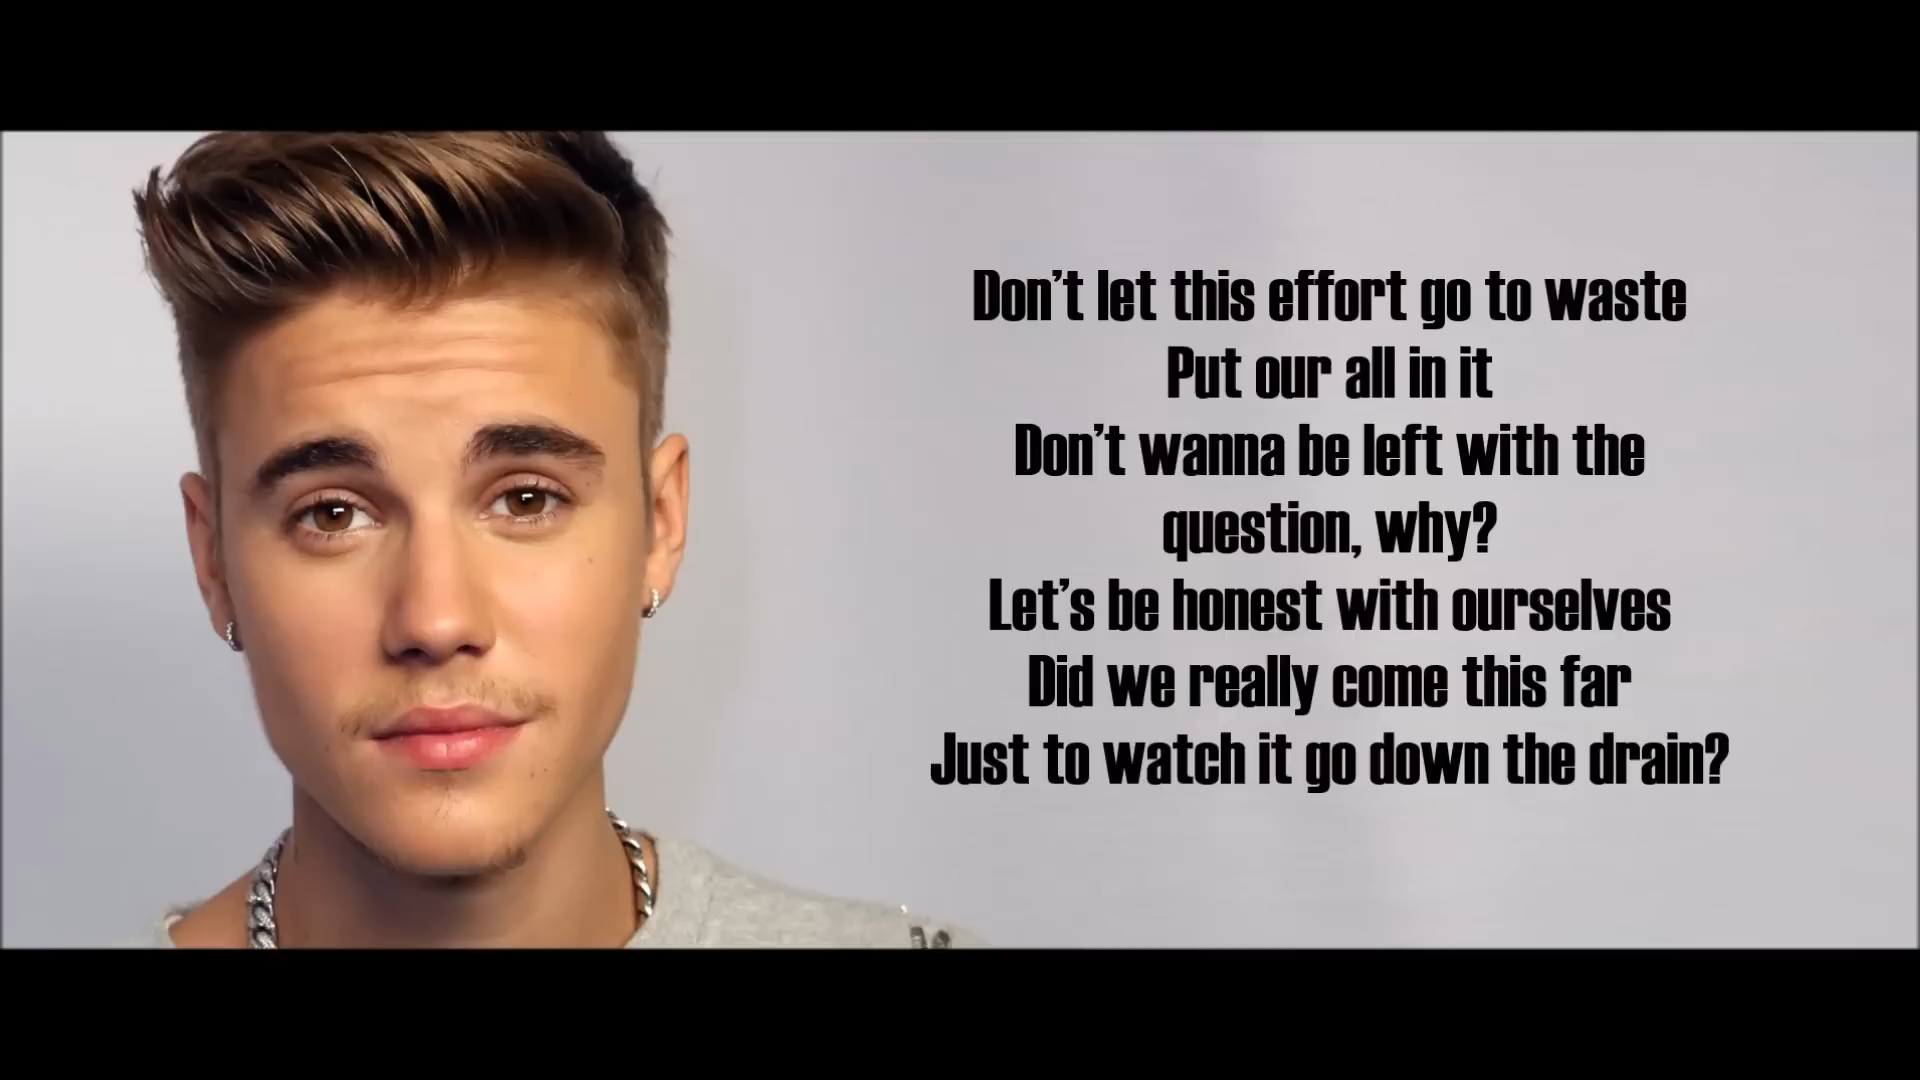 Don't let this effort go to waste
Put our all in it
Don't wanna be left with the
question, why?
Let's be honest with ourselves
Did we really come this far
Just to watch it go down the drain?